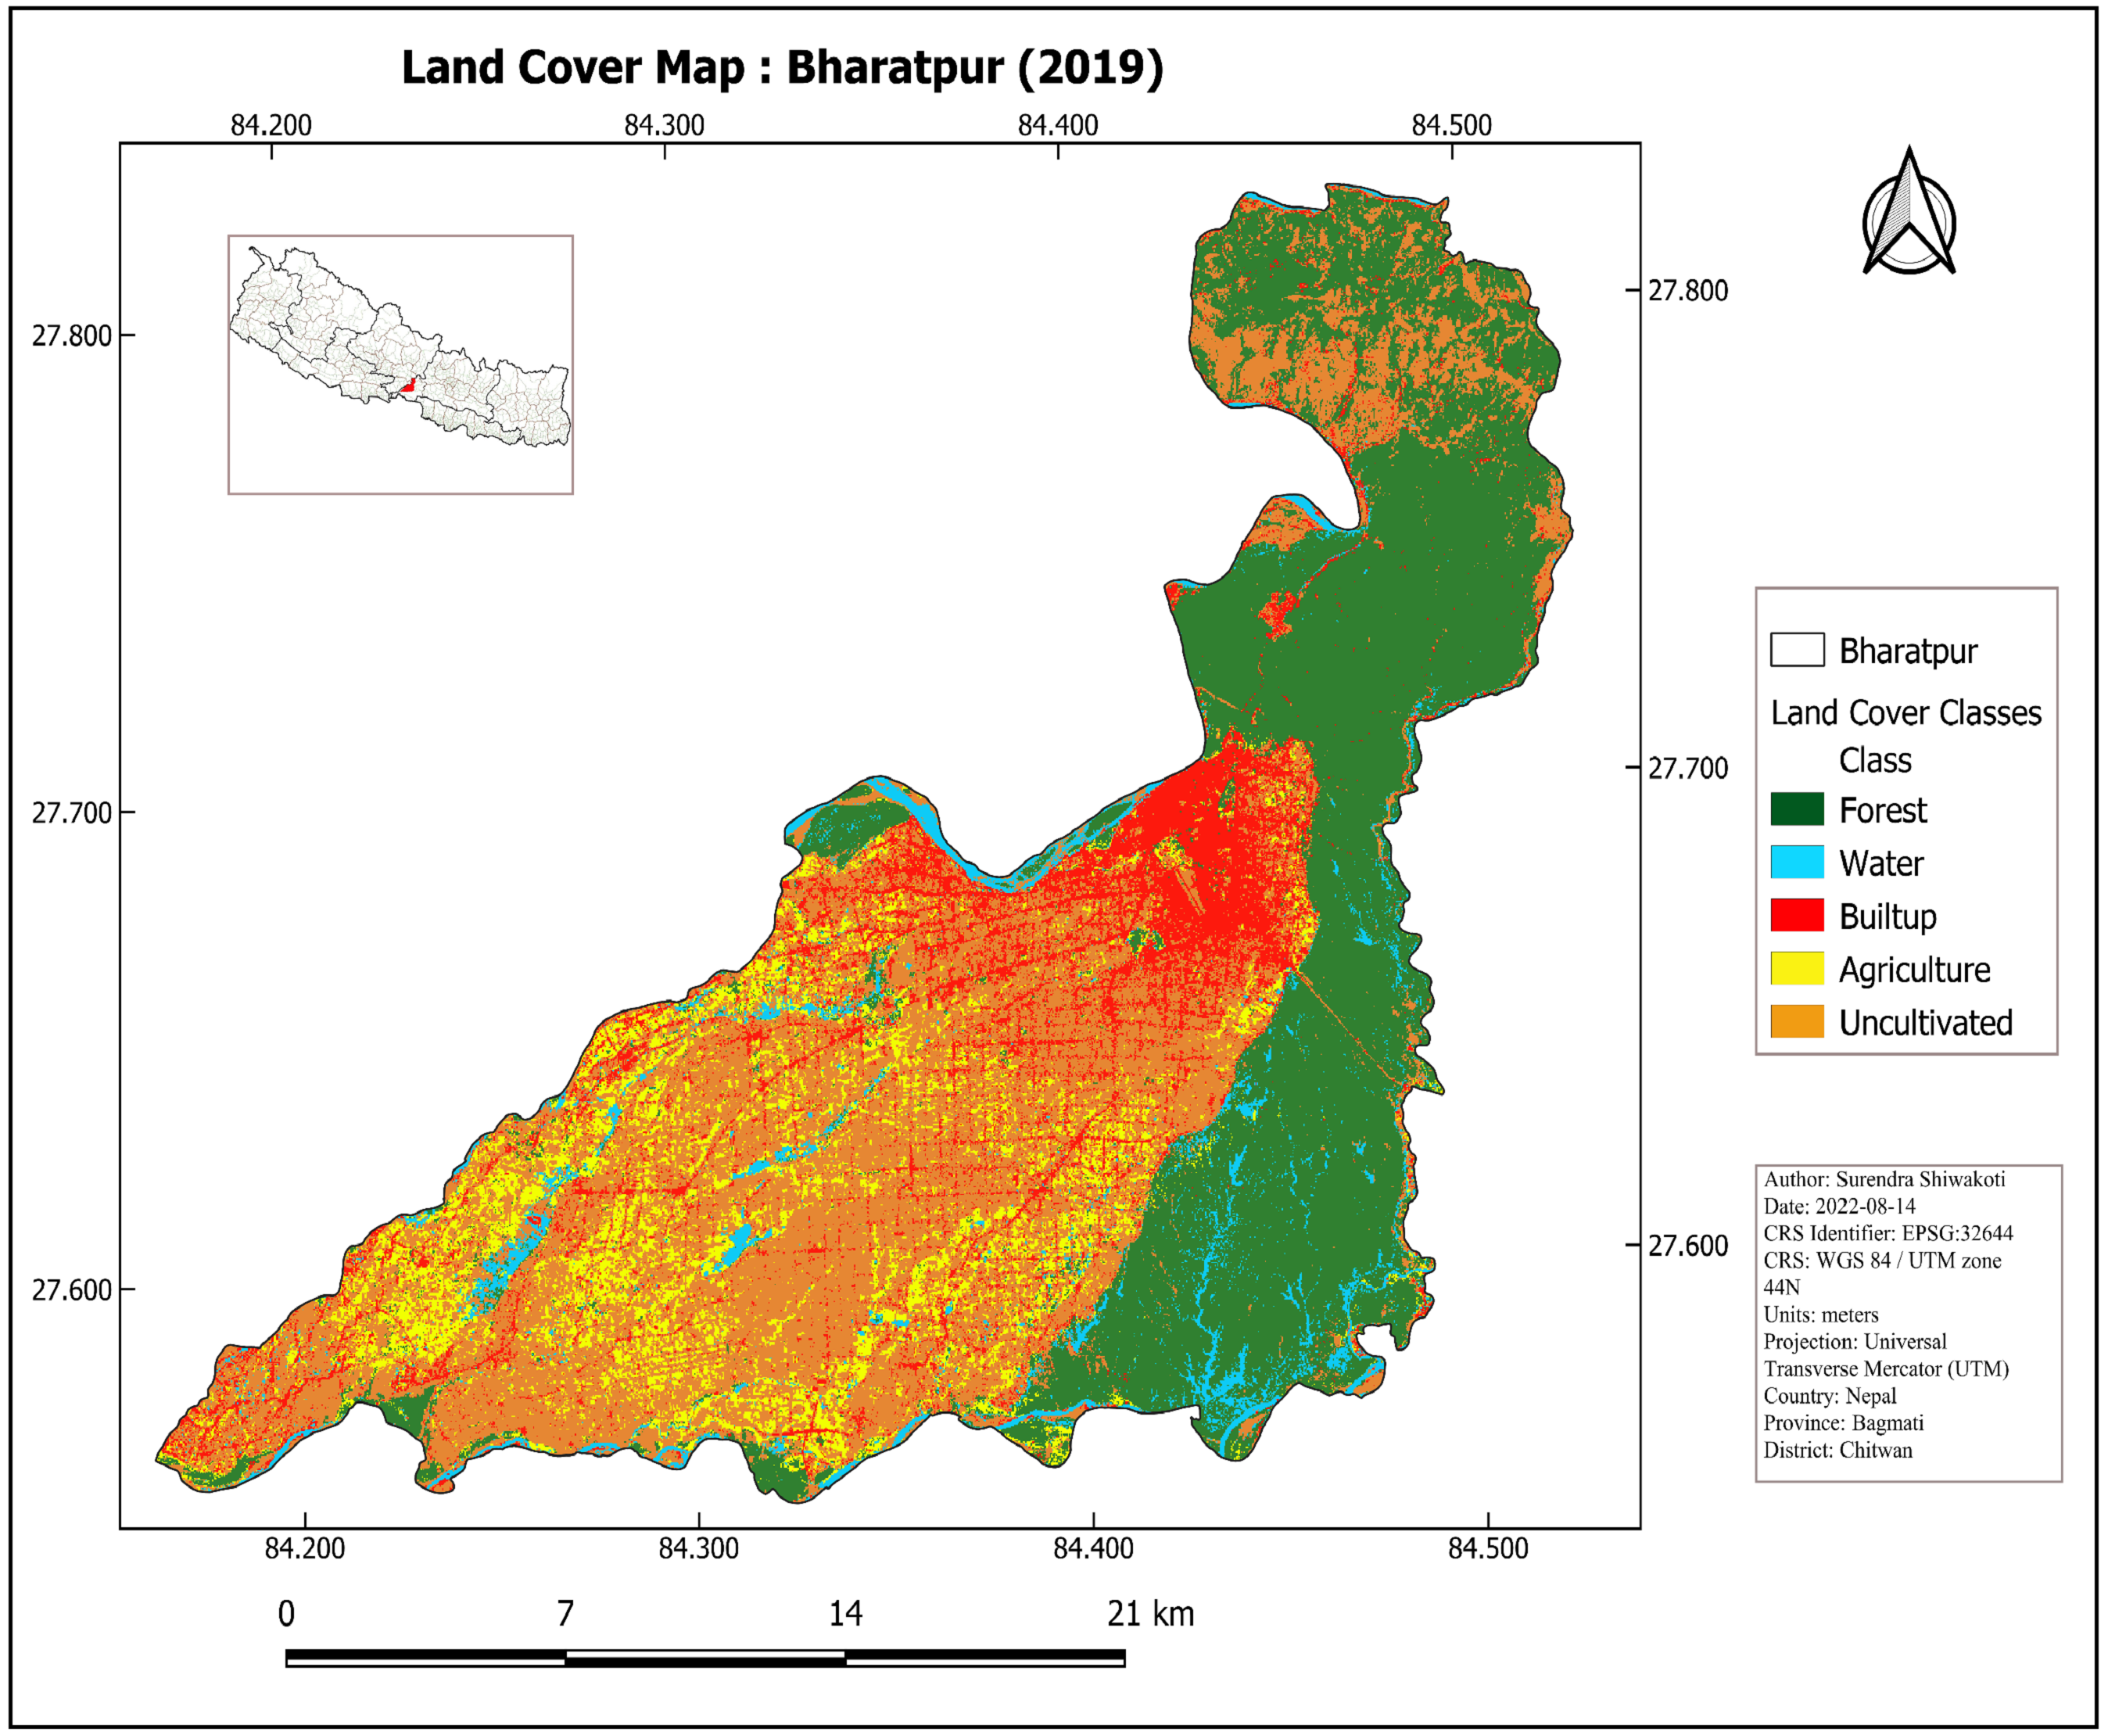 Land Cover Map : Bharatpur (2019)
84.200 84.300 84.400 84.500
27.800 27.800
27.700 27.700
27.600 27.600
84.200 84.300 84.400 84.500
0 7 14 21 km
Bharatpur
Land Cover Classes
Class
Forest
Water
Builtup
Agriculture
Uncultivated
Author: Surendra Shiwakoti
Date: 2022-08-14
CRS Identifier: EPSG:32644
CRS: WGS 84 / UTM zone
44N
Units: meters
Projection: Universal
Transverse Mercator (UTM)
Country: Nepal
Province: Bagmati
District: Chitwan